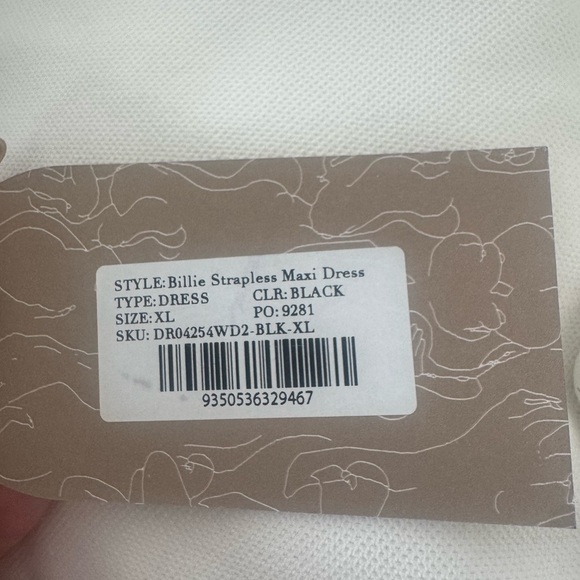 STYLE:Billie Strapless Maxi Dress
TYPE:DRESS CLR:BLACK
SIZE:XL PO:9281
SKU: DR04254WD2-BLK-XL
9350536329467